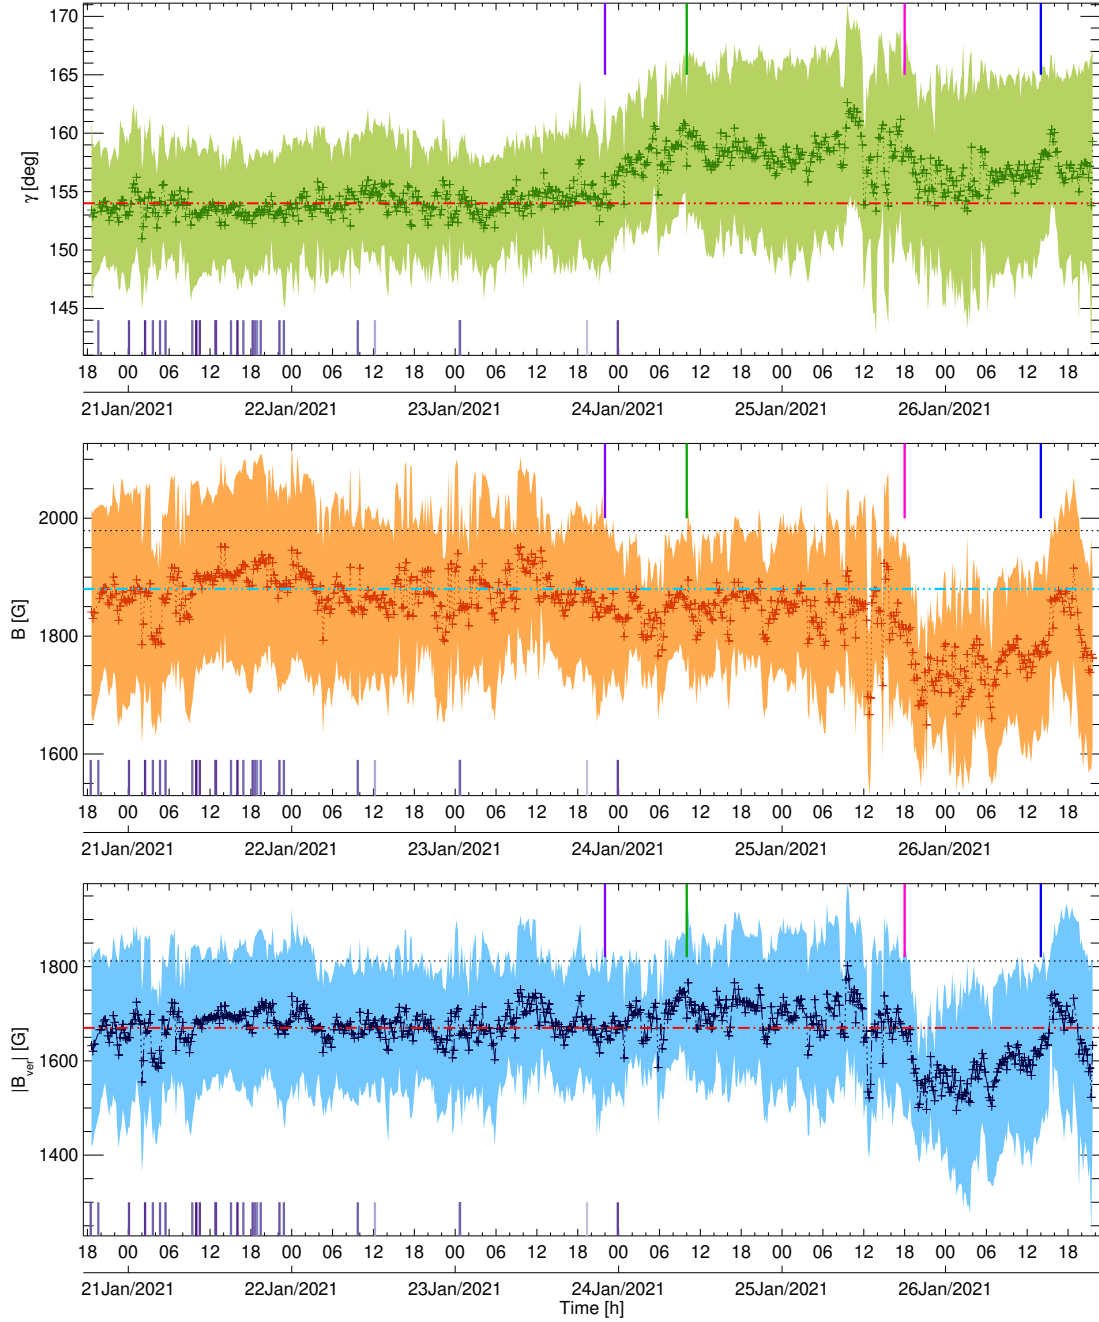 170
165
160
155
150
145
γ [deg]
18 00 06 12 18 00 06 12 18 00 06 12 18 00 06 12 18 00 06 12 18 00 06 12 18
21Jan/2021 22Jan/2021 23Jan/2021 24Jan/2021 25Jan/2021 26Jan/2021
2000
1800
1600
B [G]
18 00 06 12 18 00 06 12 18 00 06 12 18 00 06 12 18 00 06 12 18 00 06 12 18
21Jan/2021 22Jan/2021 23Jan/2021 24Jan/2021 25Jan/2021 26Jan/2021
1800
1600
1400
|Bver| [G]
18 00 06 12 18 00 06 12 18 00 06 12 18 00 06 12 18 00 06 12 18 00 06 12 18
21Jan/2021 22Jan/2021 23Jan/2021 24Jan/2021 25Jan/2021 26Jan/2021
Time [h]